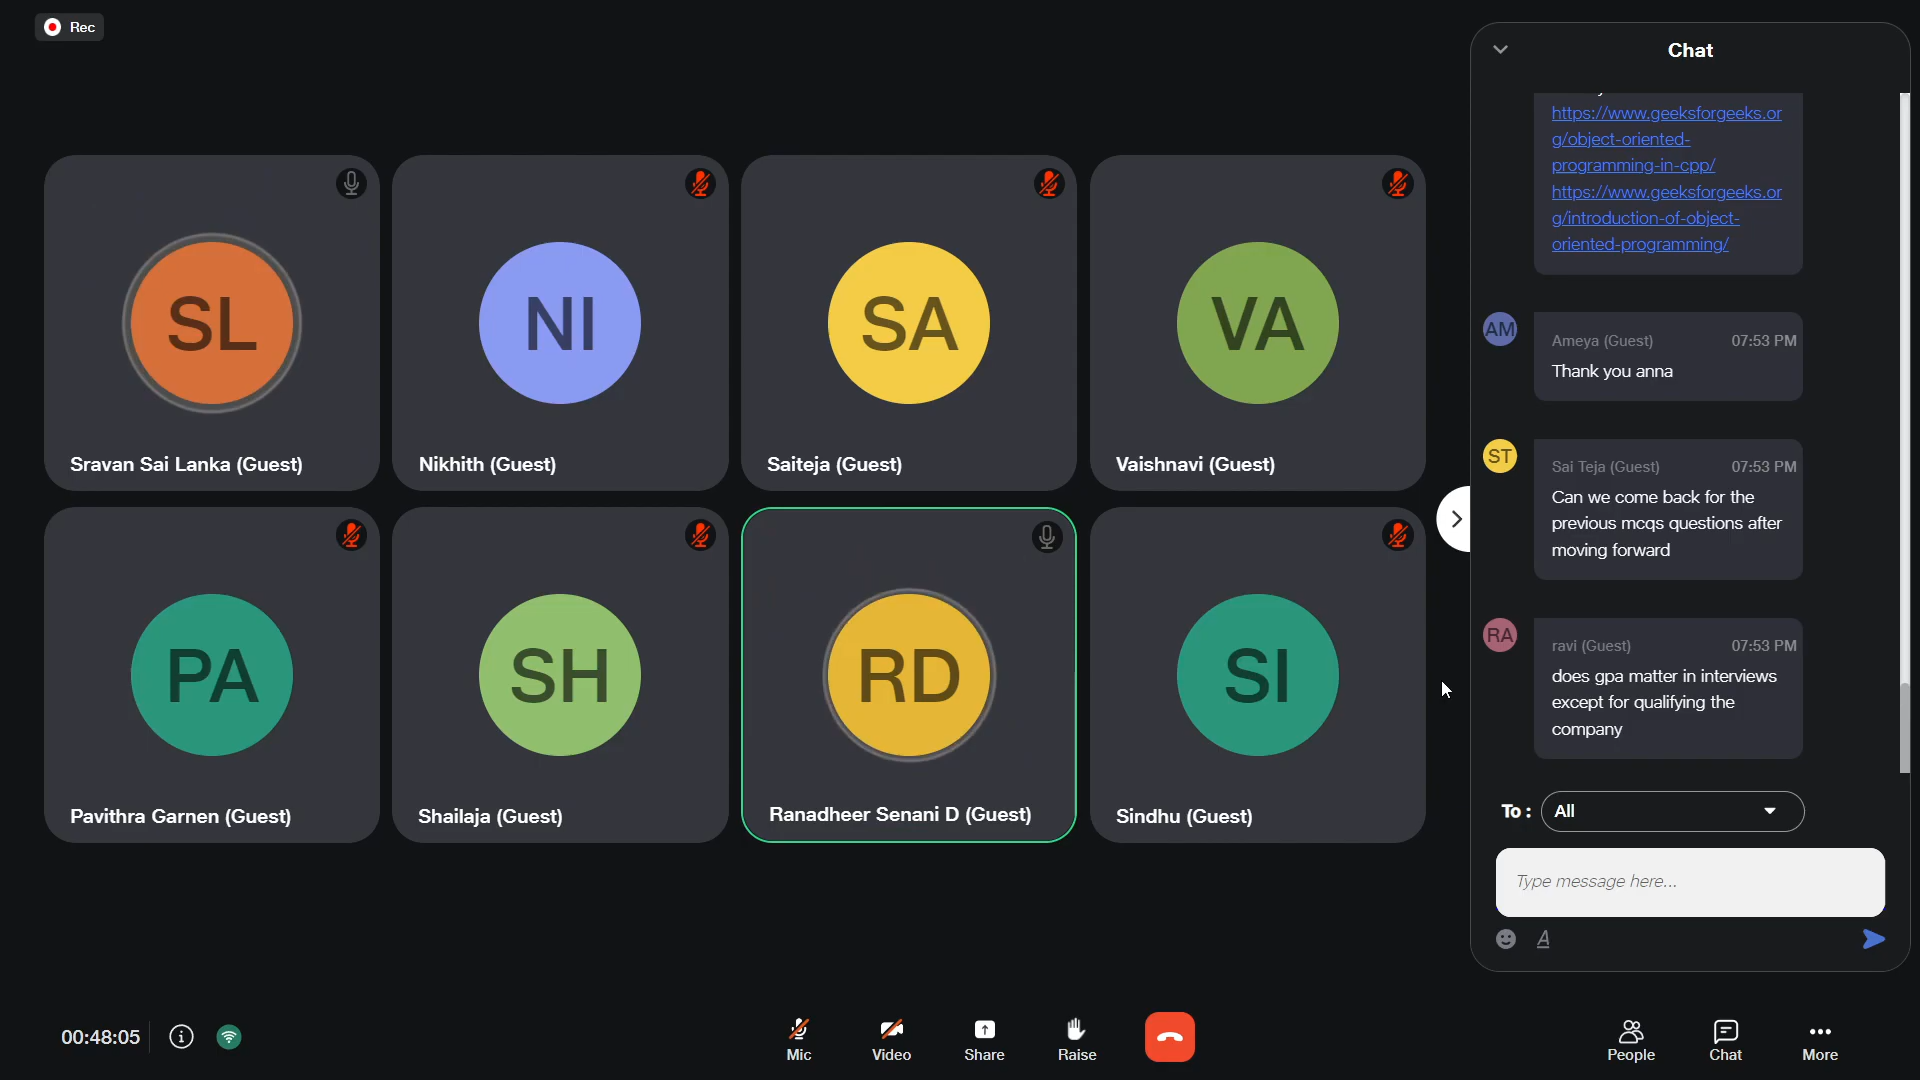 Rec
SL
Sravan Sai Lanka (Guest)
NI
Nikhith (Guest)
SA
Saiteja (Guest)
VA
Vaishnavi (Guest)
PA
Pavithra Garnen (Guest)
SH
Shailaja (Guest)
RD
Ranadheer Senani D (Guest)
SI
Sindhu (Guest)
Chat
https://www.geeksforgeeks.or
g/object-oriented-
programming-in-cpp/
https://www.geeksforgeeks.or
g/introduction-of-object-
oriented-programming/
AM
Ameya (Guest) 07:53 PM
Thank you anna
ST
Sai Teja (Guest) 07:53 PM
Can we come back for the
previous mcqs questions after
moving forward
RA
ravi (Guest) 07:53 PM
does gpa matter in interviews
except for qualifying the
company
To : All
Type message here...
A
00:48:05
Mic
Video
Share
Raise
People
Chat
More